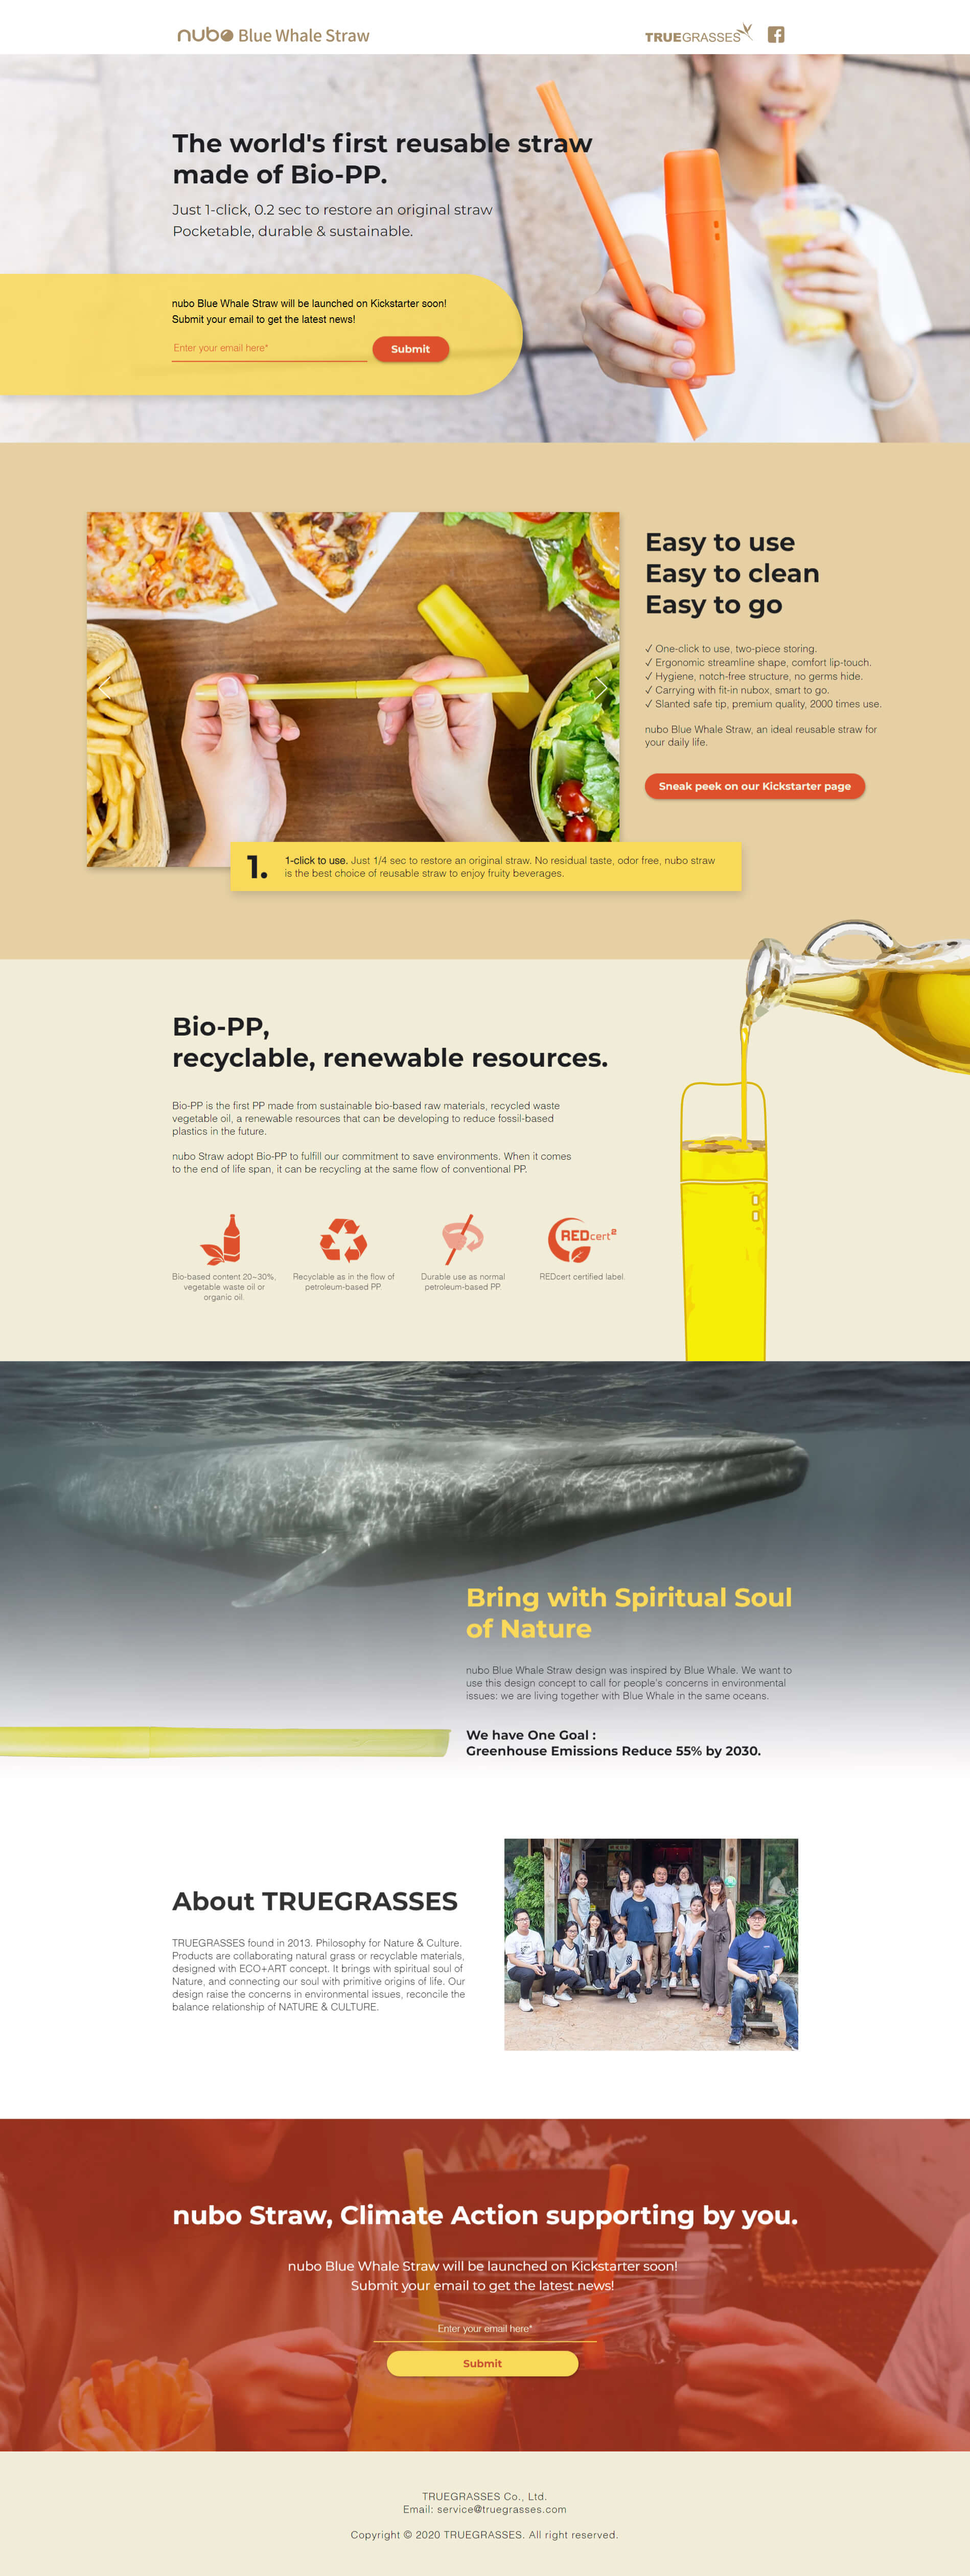 nubo Blue Whale Straw
TRUEGRASSES
The world's first reusable straw
made of Bio-PP.
Just 1-click, 0.2 sec to restore an original straw
Pocketable, durable & sustainable.
nubo Blue Whale Straw will be launched on Kickstarter soon!
Submit your email to get the latest news!
Enter your email here*
Submit
Easy to use
Easy to clean
Easy to go
✓ One-click to use, two-piece storing.
✓ Ergonomic streamline shape, comfort lip-touch.
✓ Hygiene, notch-free structure, no germs hide.
✓ Carrying with fit-in nubox, smart to go.
✓ Slanted safe tip, premium quality, 2000 times use.
nubo Blue Whale Straw, an ideal reusable straw for
your daily life.
Sneak peek on our Kickstarter page
1.
1-click to use. Just 1/4 sec to restore an original straw. No residual taste, odor free, nubo straw
is the best choice of reusable straw to enjoy fruity beverages.
Bio-PP,
recyclable, renewable resources.
Bio-PP is the first PP made from sustainable bio-based raw materials, recycled waste
vegetable oil, a renewable resources that can be developing to reduce fossil-based
plastics in the future.
nubo Straw adopt Bio-PP to fulfill our commitment to save environments. When it comes
to the end of life span, it can be recycling at the same flow of conventional PP.
REDcert²
Bio-based content 20~30%,
vegetable waste oil or
organic oil.
Recyclable as in the flow of
petroleum-based PP.
Durable use as normal
petroleum-based PP.
REDcert certified label.
Bring with Spiritual Soul
of Nature
nubo Blue Whale Straw design was inspired by Blue Whale. We want to
use this design concept to call for people's concerns in environmental
issues: we are living together with Blue Whale in the same oceans.
We have One Goal :
Greenhouse Emissions Reduce 55% by 2030.
About TRUEGRASSES
TRUEGRASSES found in 2013. Philosophy for Nature & Culture.
Products are collaborating natural grass or recyclable materials,
designed with ECO+ART concept. It brings with spiritual soul of
Nature, and connecting our soul with primitive origins of life. Our
design raise the concerns in environmental issues, reconcile the
balance relationship of NATURE & CULTURE.
nubo Straw, Climate Action supporting by you.
nubo Blue Whale Straw will be launched on Kickstarter soon!
Submit your email to get the latest news!
Enter your email here*
Submit
TRUEGRASSES Co., Ltd.
Email: service@truegrasses.com
Copyright © 2020 TRUEGRASSES. All right reserved.